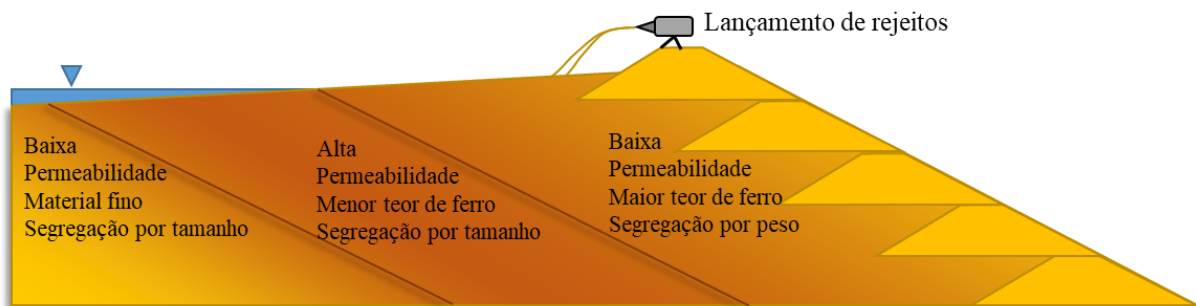 Lançamento de rejeitos
Baixa
Permeabilidade
Material fino
Segregação por tamanho
Alta
Permeabilidade
Menor teor de ferro
Segregação por tamanho
Baixa
Permeabilidade
Maior teor de ferro
Segregação por peso